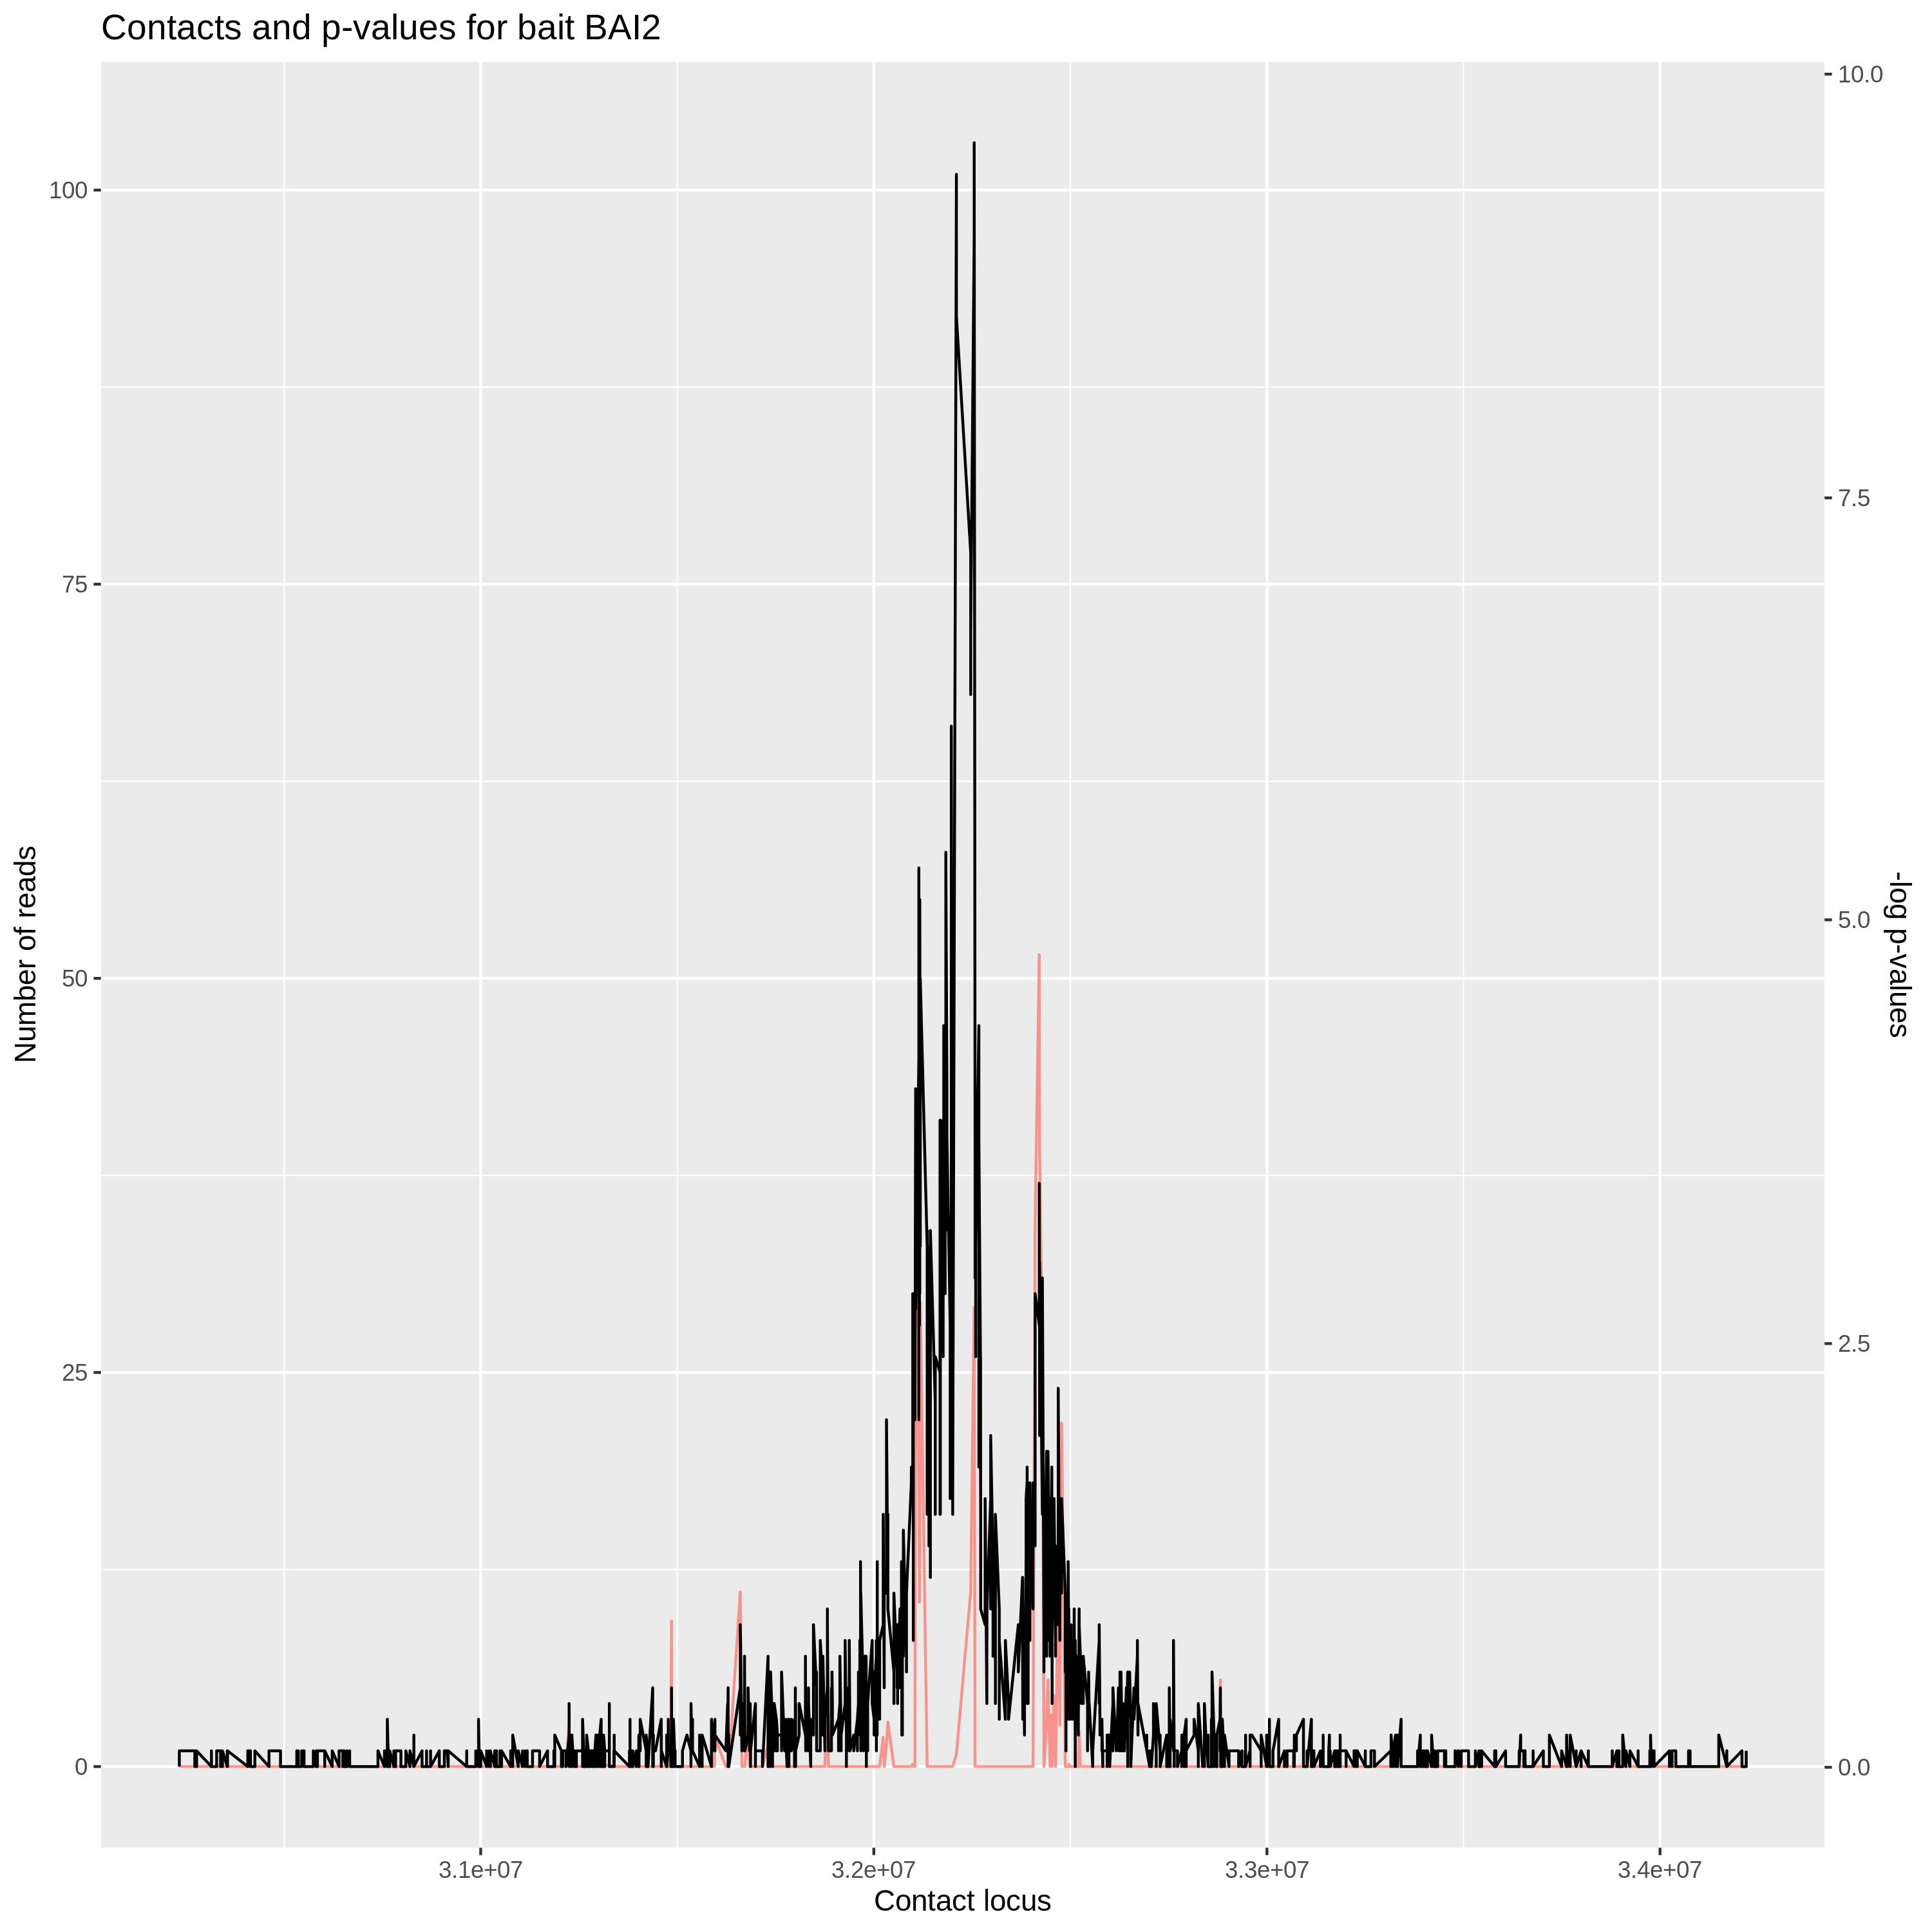 Contacts and p-values for bait BAI2
100
75
50
25
0
Number of reads
10.0
7.5
5.0
2.5
0.0
-log p-values
3.1e+07
3.2e+07
3.3e+07
3.4e+07
Contact locus